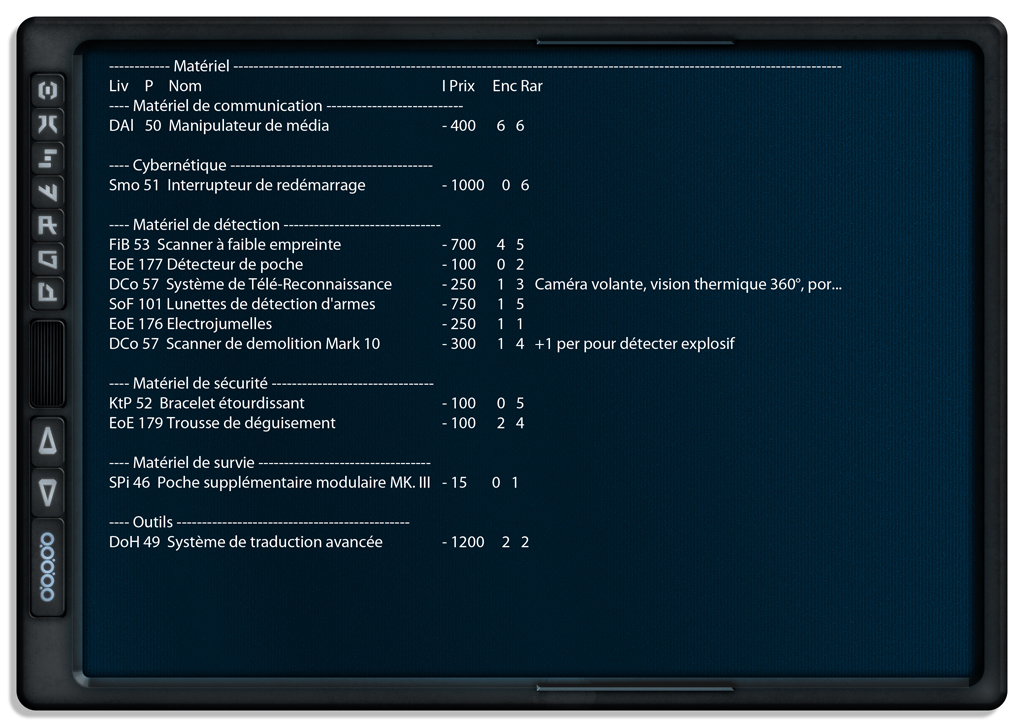 ------------ Matériel ------------------------------------------------------------------------------------------------------------------------
Liv P Nom I Prix Enc Rar
---- Matériel de communication ---------------------------
DAl 50 Manipulateur de média - 400 6 6
---- Cybernétique ----------------------------------------
Smo 51 Interrupteur de redémarrage - 1000 0 6
---- Matériel de détection -------------------------------
FiB 53 Scanner à faible empreinte - 700 4 5
EoE 177 Détecteur de poche - 100 0 2
DCo 57 Système de Télé-Reconnaissance - 250 1 3 Caméra volante, vision thermique 360°, por...
SoF 101 Lunettes de détection d'armes - 750 1 5
EoE 176 Electrojumelles - 250 1 1
DCo 57 Scanner de demolition Mark 10 - 300 1 4 +1 per pour détecter explosif
---- Matériel de sécurité --------------------------------
KtP 52 Bracelet étourdissant - 100 0 5
EoE 179 Trousse de déguisement - 100 2 4
---- Matériel de survie ----------------------------------
SPi 46 Poche supplémentaire modulaire MK. III - 15 0 1
---- Outils ----------------------------------------------
DoH 49 Système de traduction avancée - 1200 2 2